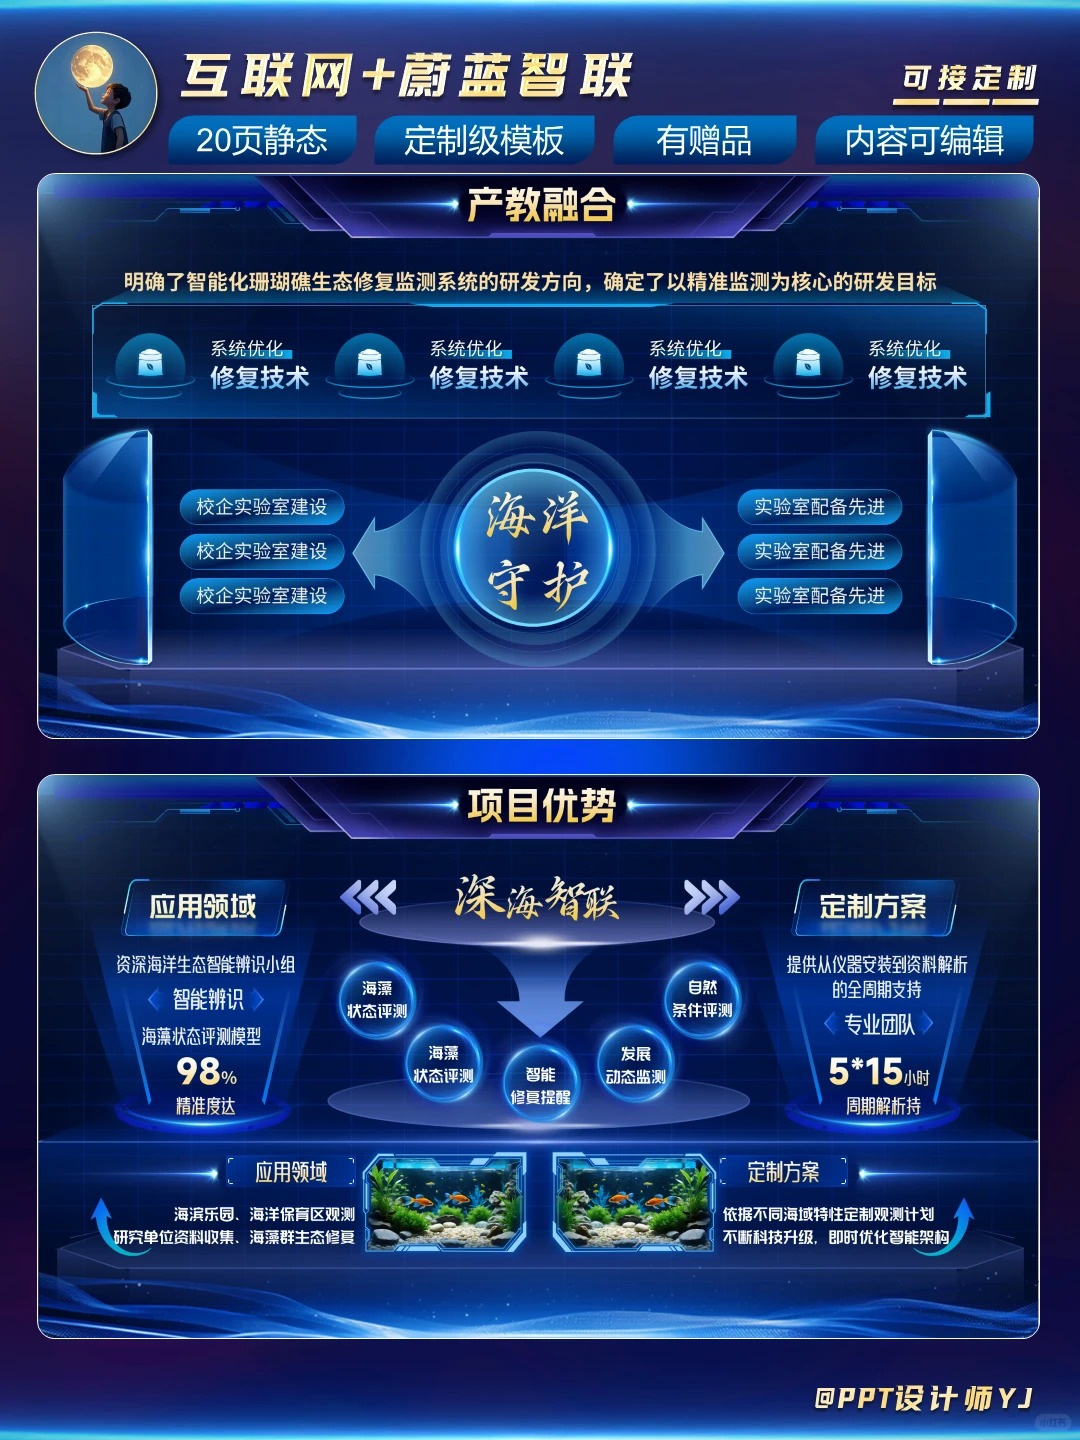 互联网+蔚蓝智联
可接定制
20页静态
定制级模板
有赠品
内容可编辑
产教融合
明确了智能化珊瑚礁生态修复监测系统的研发方向，确定了以精准监测为核心的研发目标
系统优化
修复技术
系统优化
修复技术
系统优化
修复技术
系统优化
修复技术
校企实验室建设
校企实验室建设
校企实验室建设
海洋
守护
实验室配备先进
实验室配备先进
实验室配备先进
项目优势
应用领域
资深海洋生态智能辨识小组
智能辨识
海藻状态评测模型
98%
精准度达
深海智联
海藻
状态评测
海藻
状态评测
智能
修复提醒
发展
动态监测
自然
条件评测
定制方案
提供从仪器安装到资料解析
的全周期支持
专业团队
5*15小时
周期解析持
应用领域
海滨乐园、海洋保育区观测
研究单位资料收集、海藻群生态修复
定制方案
依据不同海域特性定制观测计划
不断科技升级，即时优化智能架构
@PPT设计师YJ
小红书